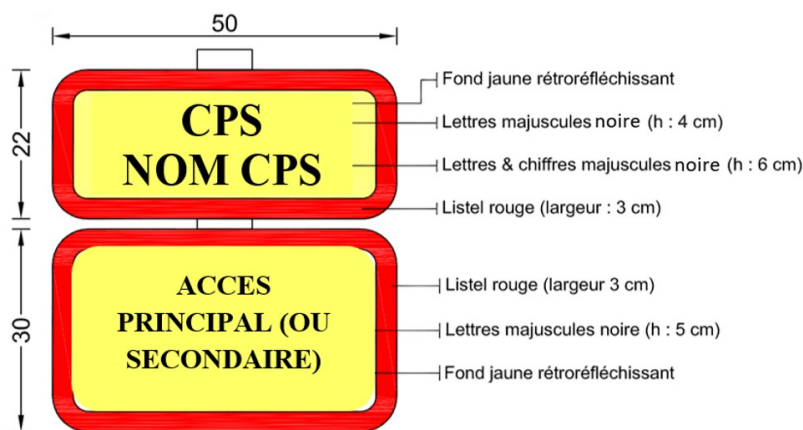 50
22
CPS
NOM CPS
Fond jaune rétroréfléchissant
Lettres majuscules noire (h : 4 cm)
Lettres & chiffres majuscules noire (h : 6 cm)
Listel rouge (largeur : 3 cm)
30
ACCES
PRINCIPAL (OU
SECONDAIRE)
Listel rouge (largeur 3 cm)
Lettres majuscules noire (h : 5 cm)
Fond jaune rétroréfléchissant